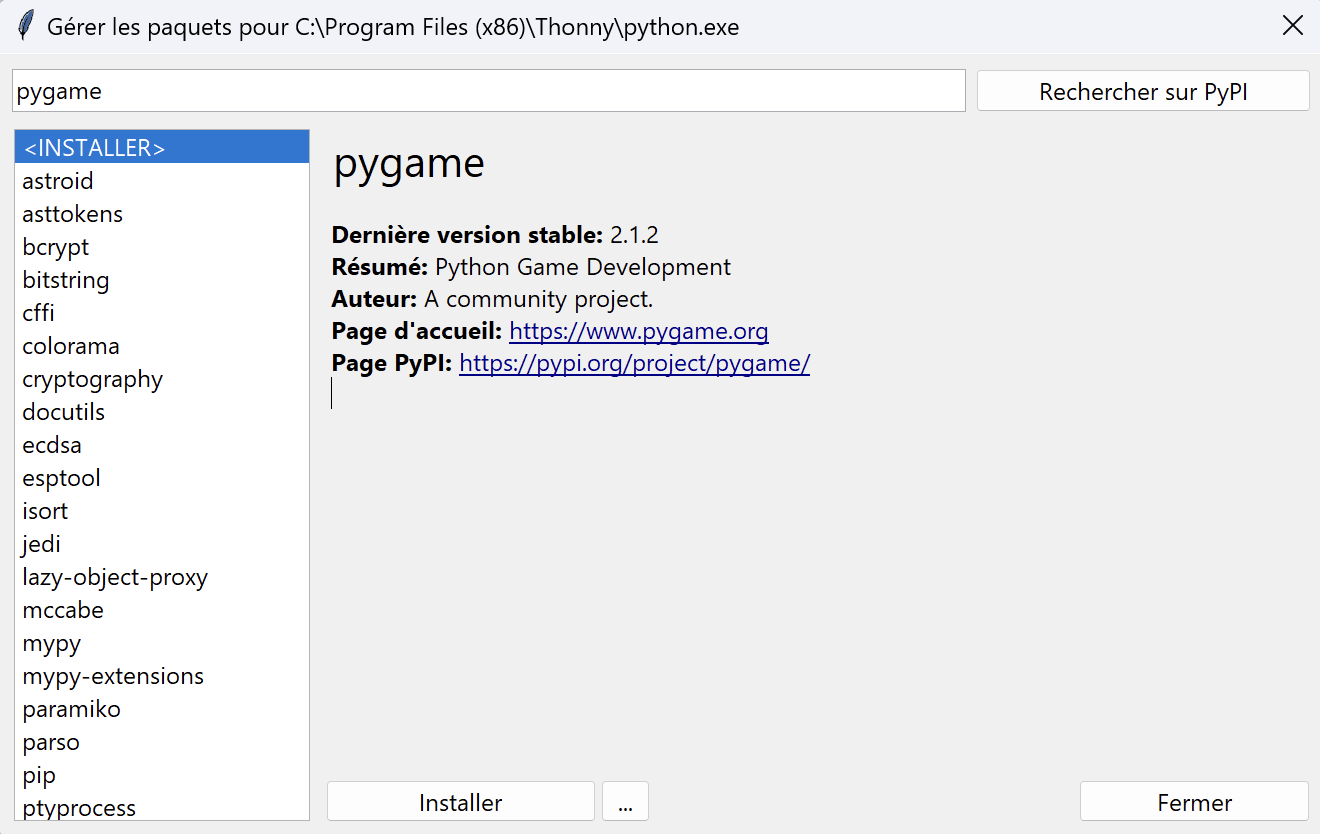 Gérer les paquets pour C:\Program Files (x86)\Thonny\python.exe
pygame
Rechercher sur PyPI
<INSTALLER>
astroid
asttokens
bcrypt
bitstring
cffi
colorama
cryptography
docutils
ecdsa
esptool
isort
jedi
lazy-object-proxy
mccabe
mypy
mypy-extensions
paramiko
parso
pip
ptyprocess
pygame
Dernière version stable: 2.1.2
Résumé: Python Game Development
Auteur: A community project.
Page d'accueil: https://www.pygame.org
Page PyPI: https://pypi.org/project/pygame/
Installer
...
Fermer